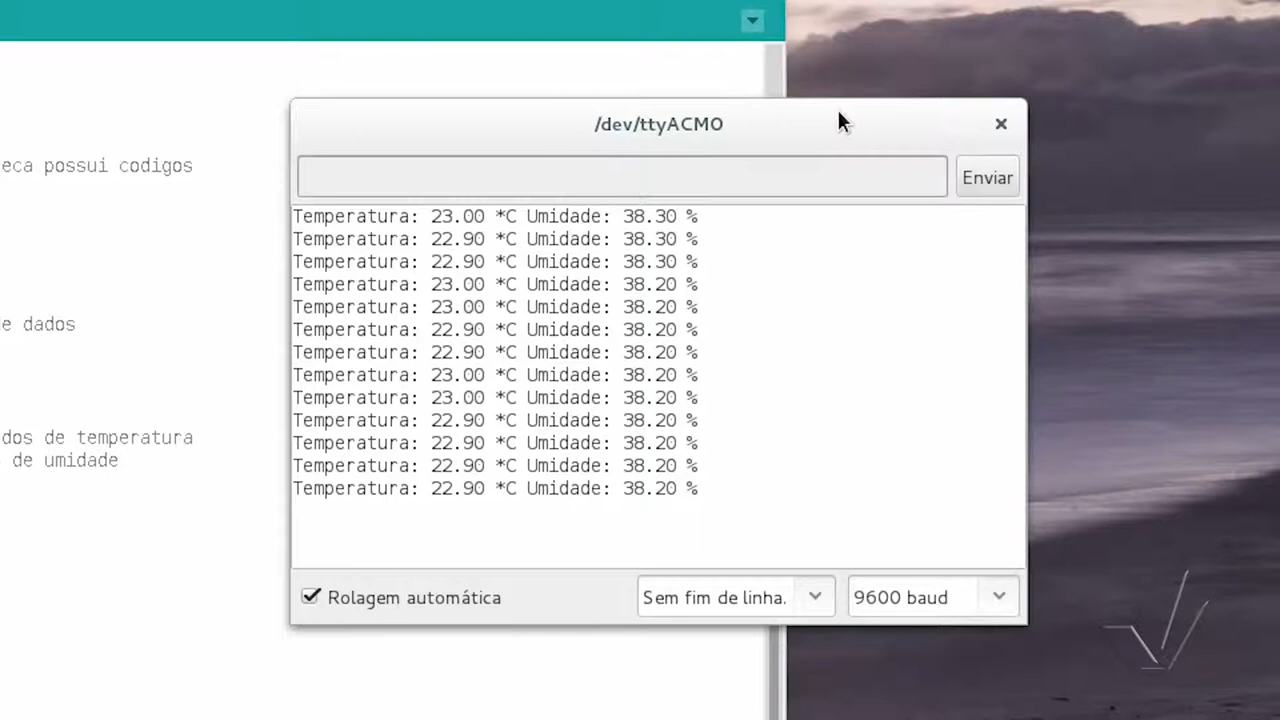 /dev/ttyACM0
eca possui codigos
Enviar
Temperatura: 23.00 *C Umidade: 38.30 %
Temperatura: 22.90 *C Umidade: 38.30 %
Temperatura: 22.90 *C Umidade: 38.30 %
Temperatura: 23.00 *C Umidade: 38.20 %
Temperatura: 23.00 *C Umidade: 38.20 %
e dados
Temperatura: 22.90 *C Umidade: 38.20 %
Temperatura: 22.90 *C Umidade: 38.20 %
Temperatura: 23.00 *C Umidade: 38.20 %
Temperatura: 23.00 *C Umidade: 38.20 %
Temperatura: 22.90 *C Umidade: 38.20 %
dos de temperatura
Temperatura: 22.90 *C Umidade: 38.20 %
de umidade
Temperatura: 22.90 *C Umidade: 38.20 %
Temperatura: 22.90 *C Umidade: 38.20 %
Rolagem automática
Sem fim de linha.
9600 baud